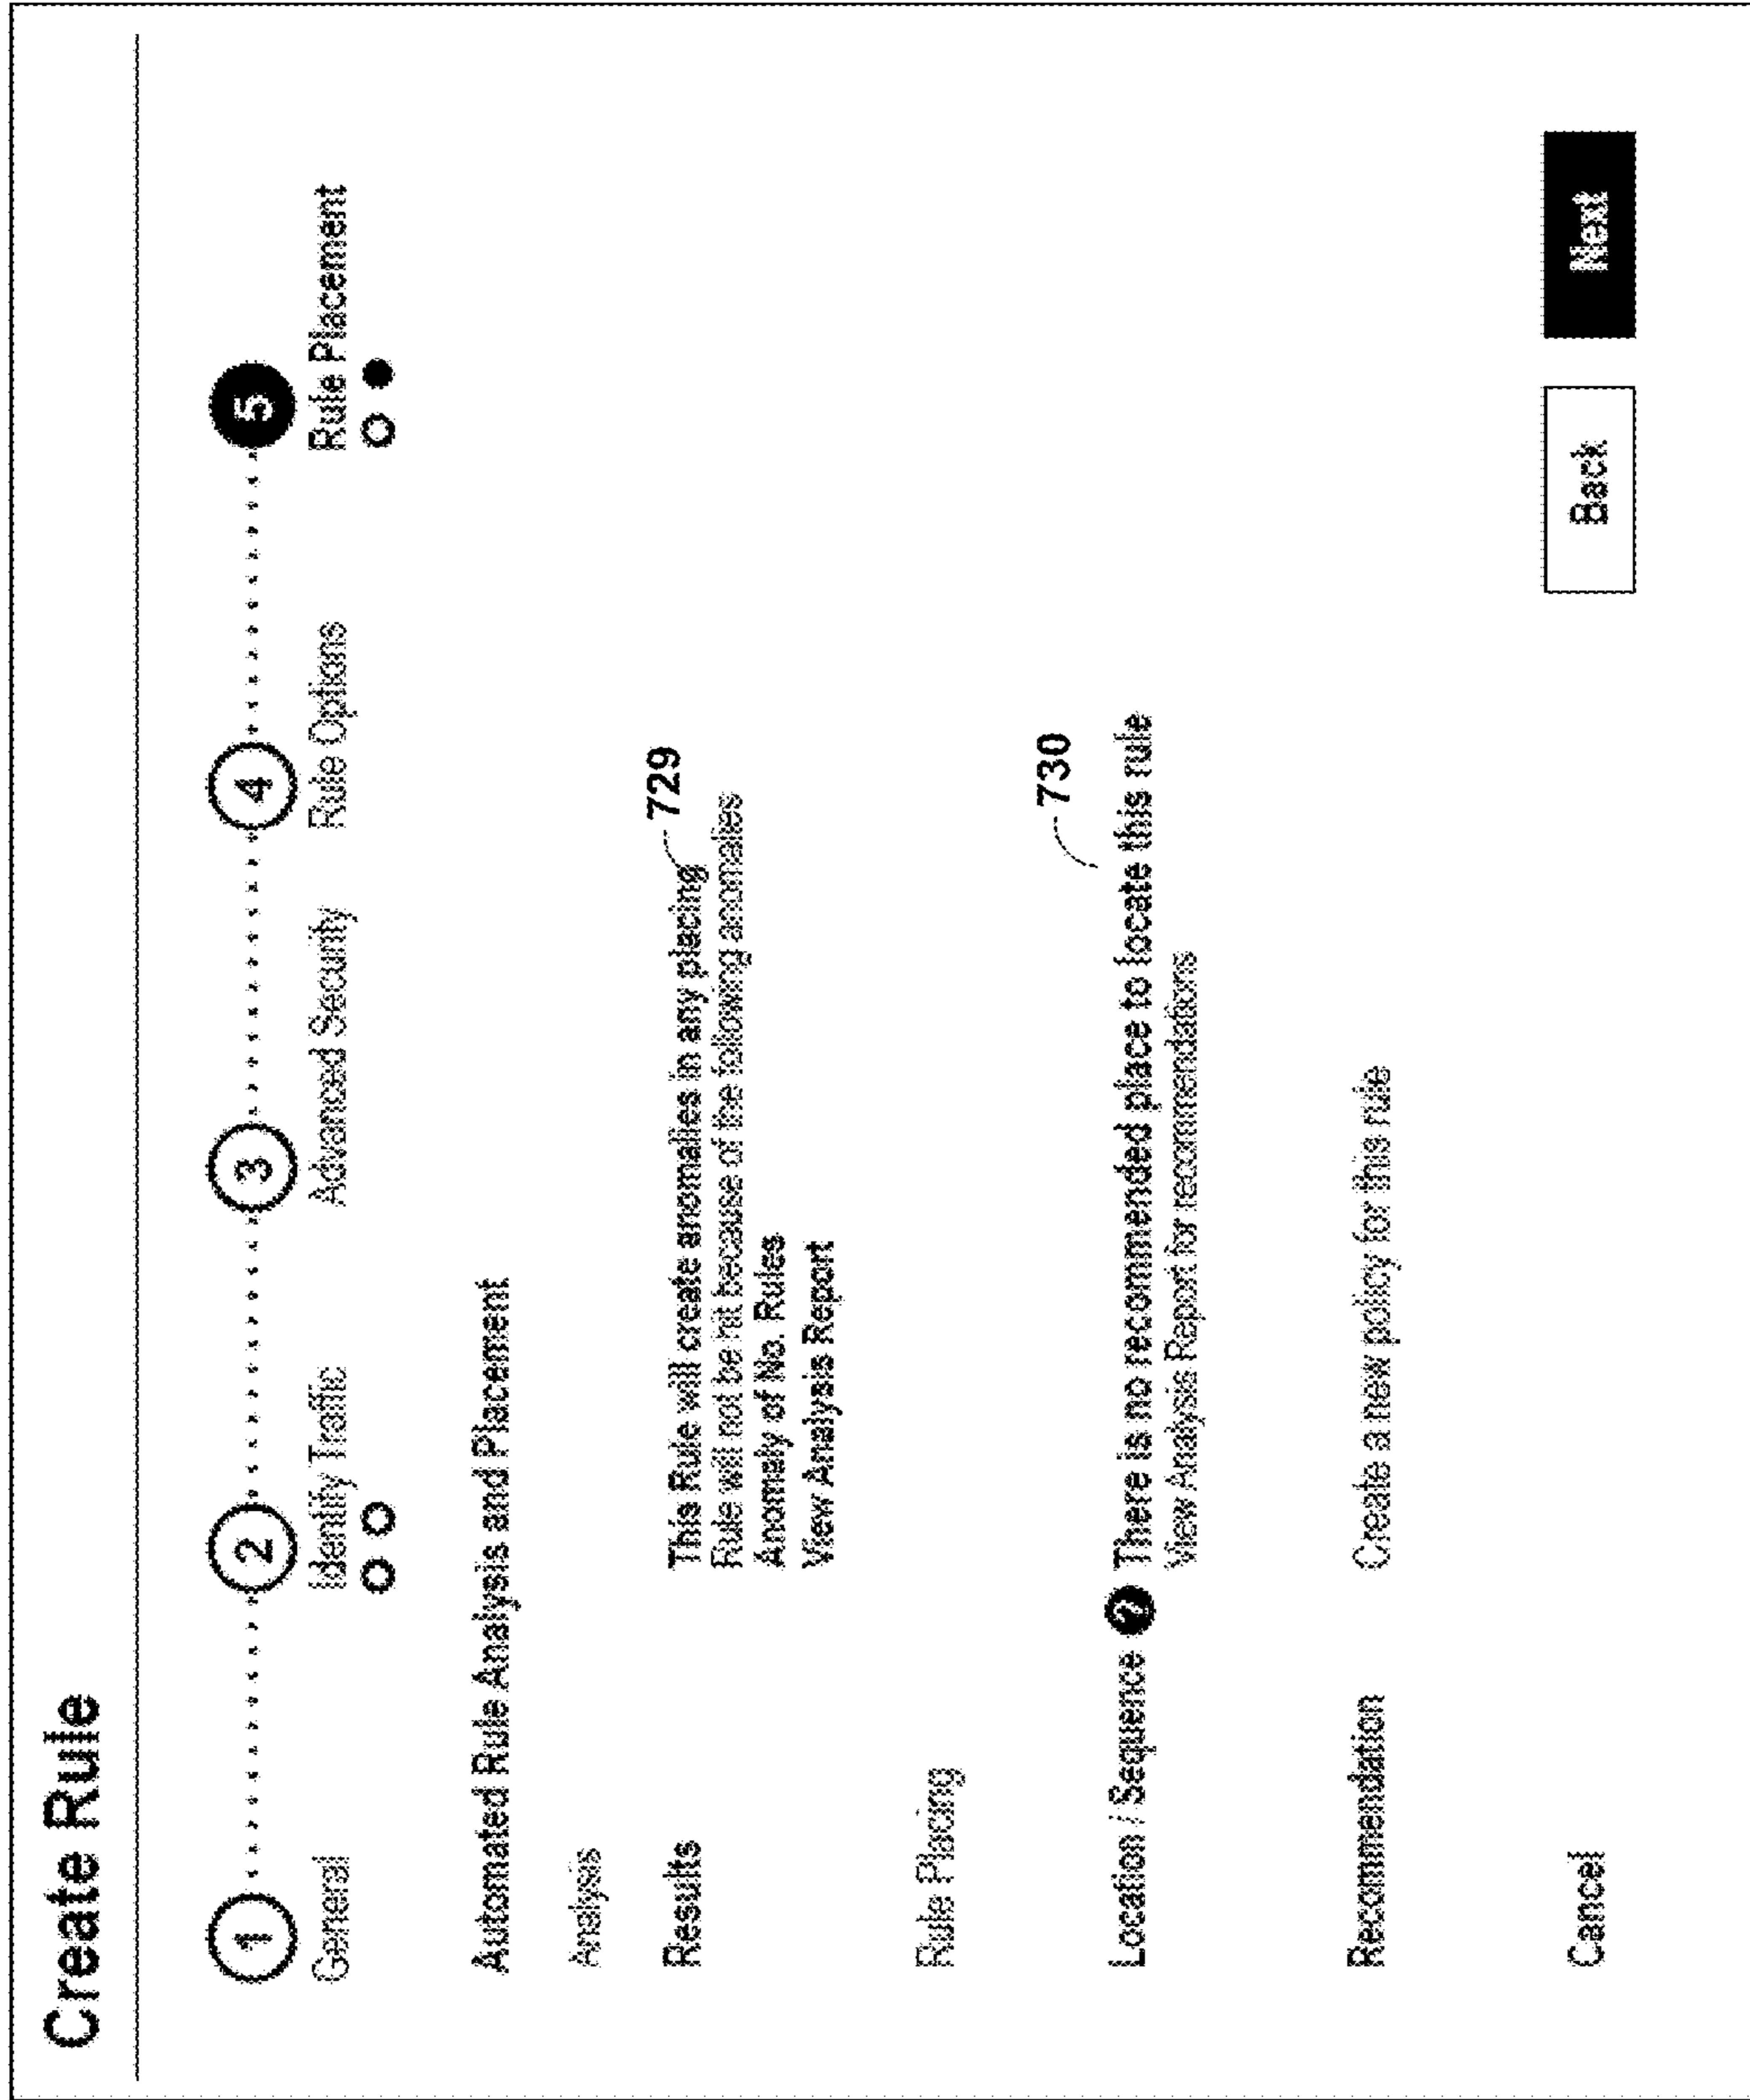 Create Rule
1 2 3 4 5
General Identify Traffic Advanced Security Rule Options Rule Placement
Automated Rule Analysis and Placement
Analysis
729
Results This Rule will create anomalies in any placing
Rule will not be hit because of the following anomalies
Anomaly of No. Rules
View Analysis Report
Rule Placing
730
Location / Sequence ? There is no recommended place to locate this rule
View Analysis Report for recommendations
Recommendation Create a new policy for this rule
Cancel Back Next